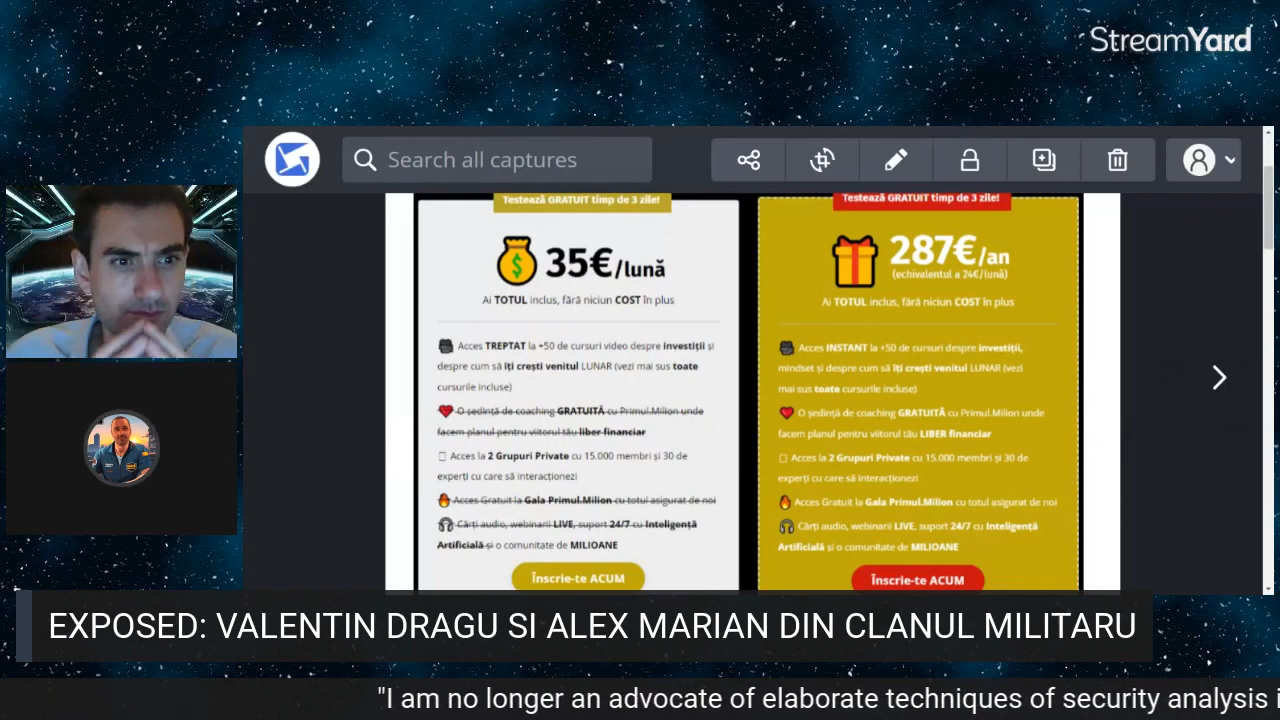 StreamYard
Search all captures
Testează GRATUIT timp de 3 zile!
35€/lună
Ai TOTUL inclus, fără niciun COST în plus
Acces TREPTAT la +50 de cursuri video despre investiții și
despre cum să îți crești venitul LUNAR (vezi mai sus toate
cursurile incluse)
O ședință de coaching GRATUITĂ cu Primul.Milion unde
facem planul pentru viitorul tău liber financiar
Acces la 2 Grupuri Private cu 15.000 membri și 30 de
experți cu care să interacționezi
Acces Gratuit la Gala Primul.Milion cu totul asigurat de noi
Cărți audio, webinarii LIVE, suport 24/7 cu Inteligență
Artificială și o comunitate de MILIOANE
Înscrie-te ACUM
Testează GRATUIT timp de 3 zile!
287€/an
(echivalentul a 24€/lună)
Ai TOTUL inclus, fără niciun COST în plus
Acces INSTANT la +50 de cursuri despre investiții,
mindset și despre cum să îți crești venitul LUNAR (vezi
mai sus toate cursurile incluse)
O ședință de coaching GRATUITĂ cu Primul.Milion unde
facem planul pentru viitorul tău LIBER financiar
Acces la 2 Grupuri Private cu 15.000 membri și 30 de
experți cu care să interacționezi
Acces Gratuit la Gala Primul.Milion cu totul asigurat de noi
Cărți audio, webinarii LIVE, suport 24/7 cu Inteligență
Artificială și o comunitate de MILIOANE
Înscrie-te ACUM
EXPOSED: VALENTIN DRAGU SI ALEX MARIAN DIN CLANUL MILITARU
"I am no longer an advocate of elaborate techniques of security analysis i